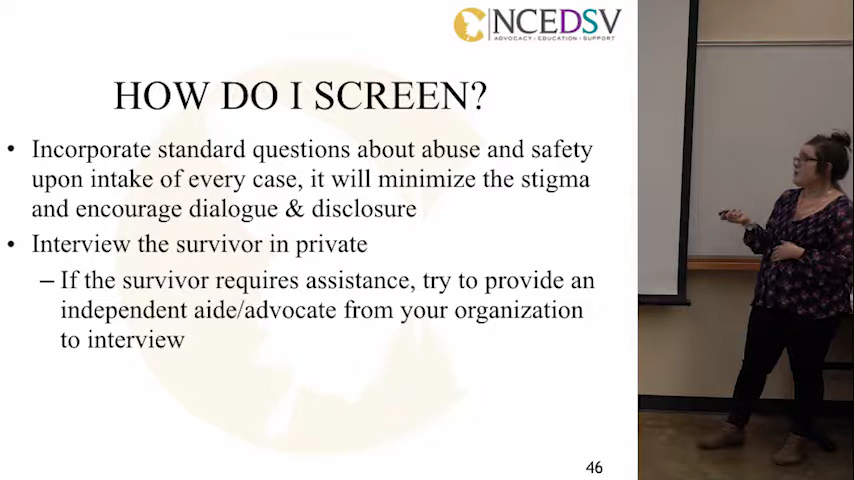 NCEDSV
ADVOCACY • EDUCATION • SUPPORT
HOW DO I SCREEN?
• Incorporate standard questions about abuse and safety
upon intake of every case, it will minimize the stigma
and encourage dialogue & disclosure
• Interview the survivor in private
– If the survivor requires assistance, try to provide an
independent aide/advocate from your organization
to interview
46